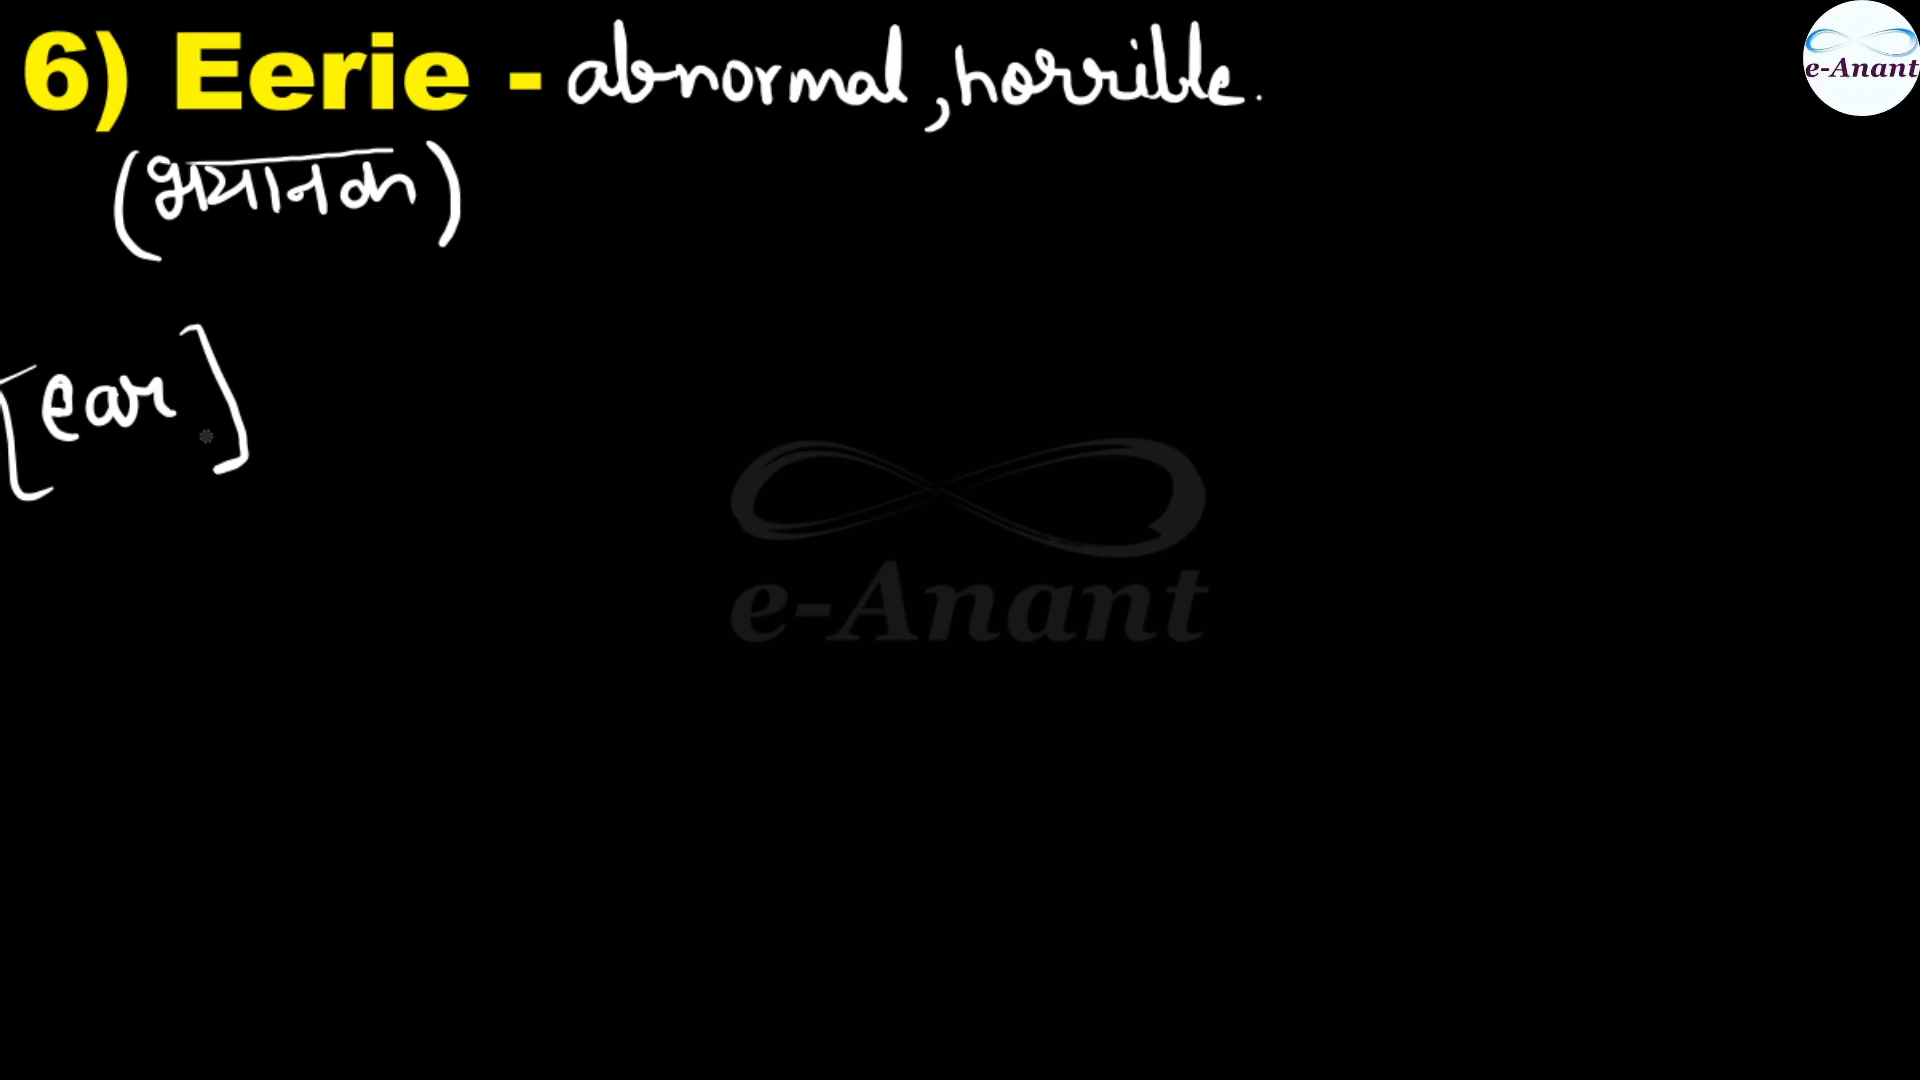 6) Eerie - abnormal, horrible.
(भयानक)
[ear]
e-Anant
e-Anant